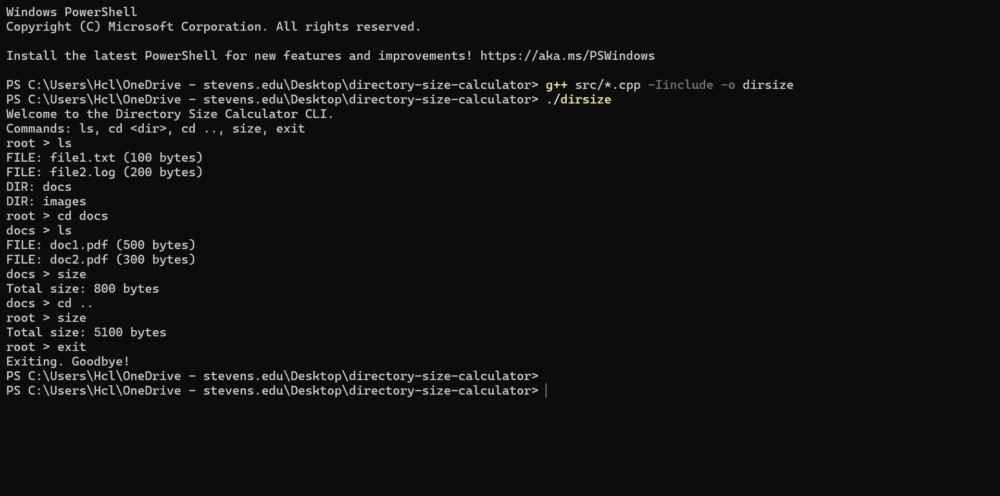 Windows PowerShell
Copyright (C) Microsoft Corporation. All rights reserved.
Install the latest PowerShell for new features and improvements! https://aka.ms/PSWindows
PS C:\Users\Hcl\OneDrive - stevens.edu\Desktop\directory-size-calculator> g++ src/*.cpp -Iinclude -o dirsize
PS C:\Users\Hcl\OneDrive - stevens.edu\Desktop\directory-size-calculator> ./dirsize
Welcome to the Directory Size Calculator CLI.
Commands: ls, cd <dir>, cd .., size, exit
root > ls
FILE: file1.txt (100 bytes)
FILE: file2.log (200 bytes)
DIR: docs
DIR: images
root > cd docs
docs > ls
FILE: doc1.pdf (500 bytes)
FILE: doc2.pdf (300 bytes)
docs > size
Total size: 800 bytes
docs > cd ..
root > size
Total size: 5100 bytes
root > exit
Exiting. Goodbye!
PS C:\Users\Hcl\OneDrive - stevens.edu\Desktop\directory-size-calculator>
PS C:\Users\Hcl\OneDrive - stevens.edu\Desktop\directory-size-calculator>